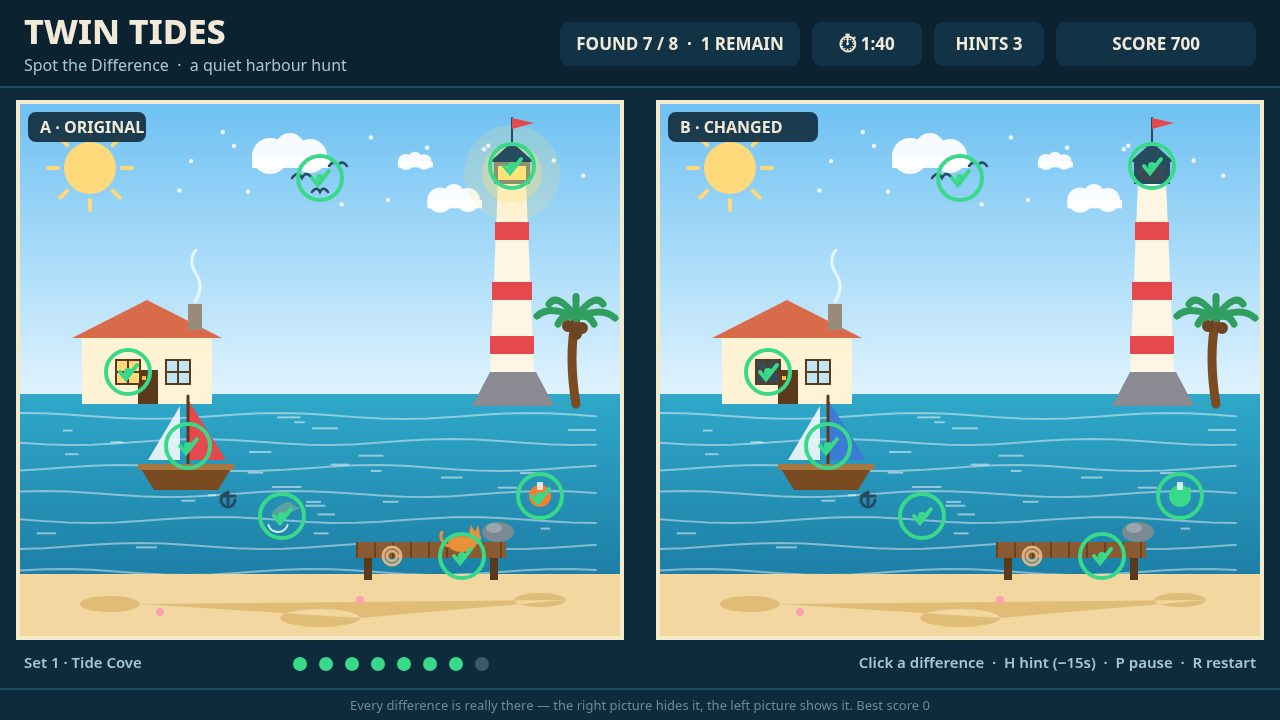 TWIN TIDES
Spot the Difference · a quiet harbour hunt
FOUND 7 / 8 · 1 REMAIN
⏱ 1:40
HINTS 3
SCORE 700
A · ORIGINAL
B · CHANGED
Set 1 · Tide Cove
Click a difference · H hint (−15s) · P pause · R restart
Every difference is really there — the right picture hides it, the left picture shows it. Best score 0